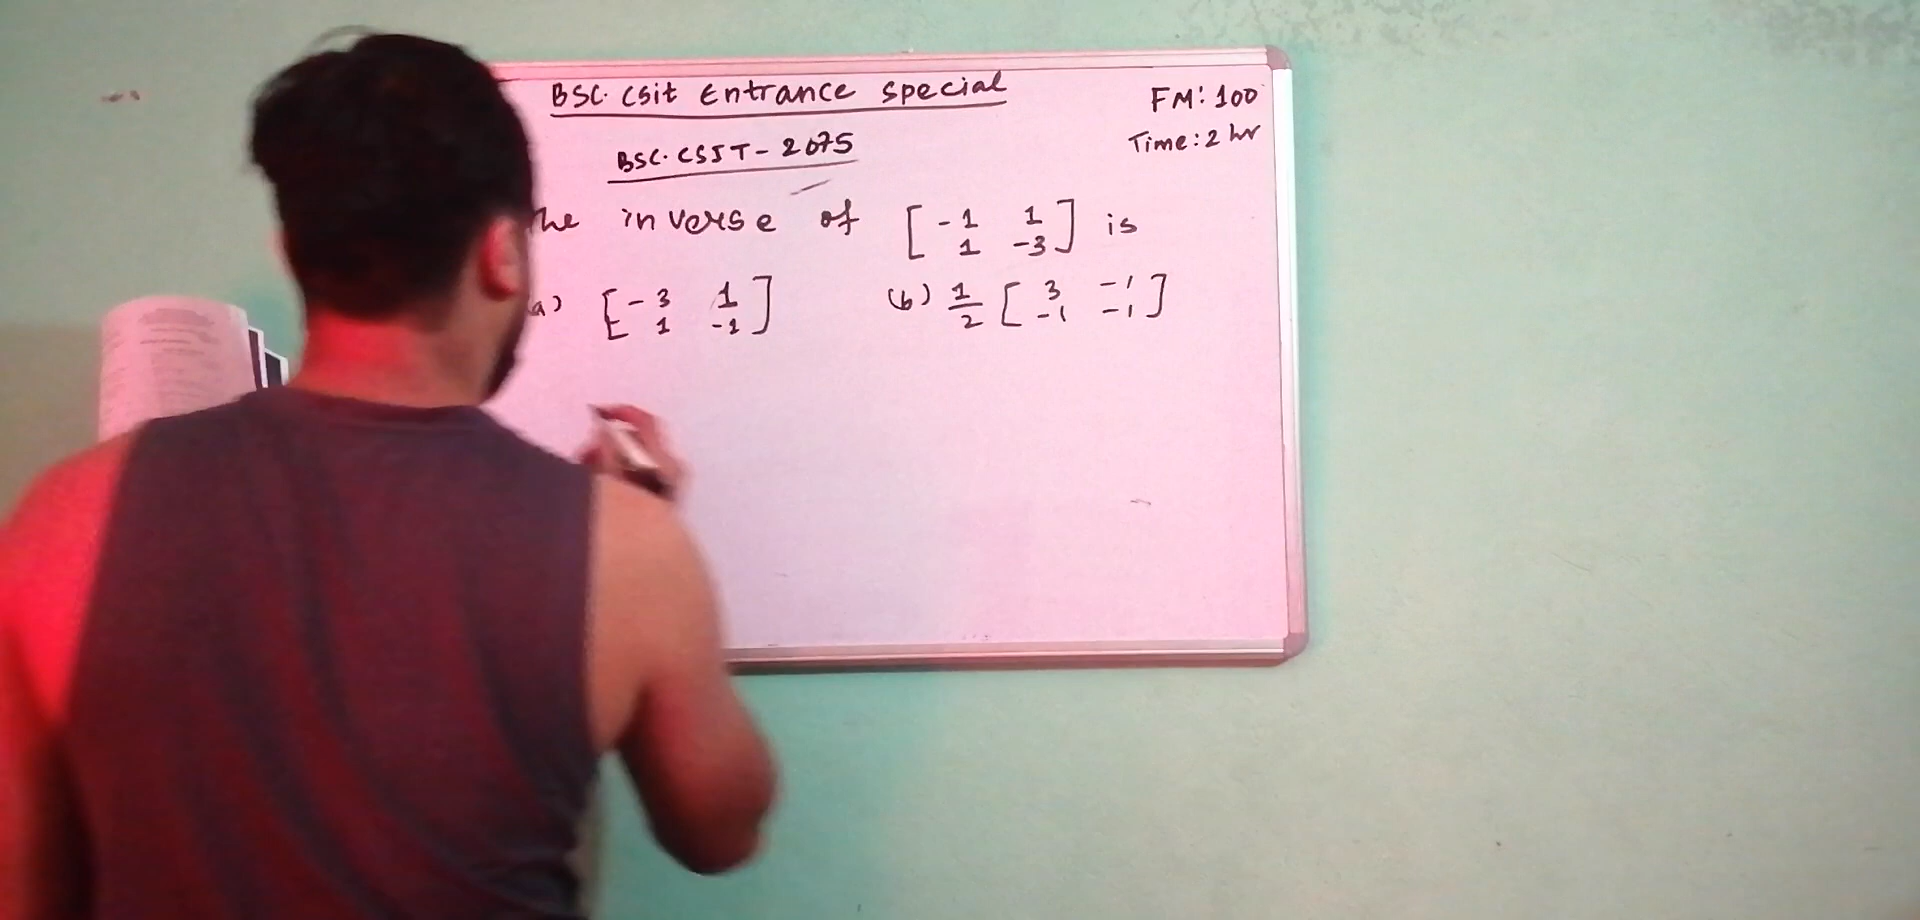 BSC. CSit Entrance special
FM: 100
Time: 2 hr
BSC. CSIT - 2075
he inverse of [ -1 1 ] is
[ 1 -3 ]
a) [ -3 1 ] (b) 1/2 [ 3 -1 ]
[ 1 -1 ] [ -1 -1 ]